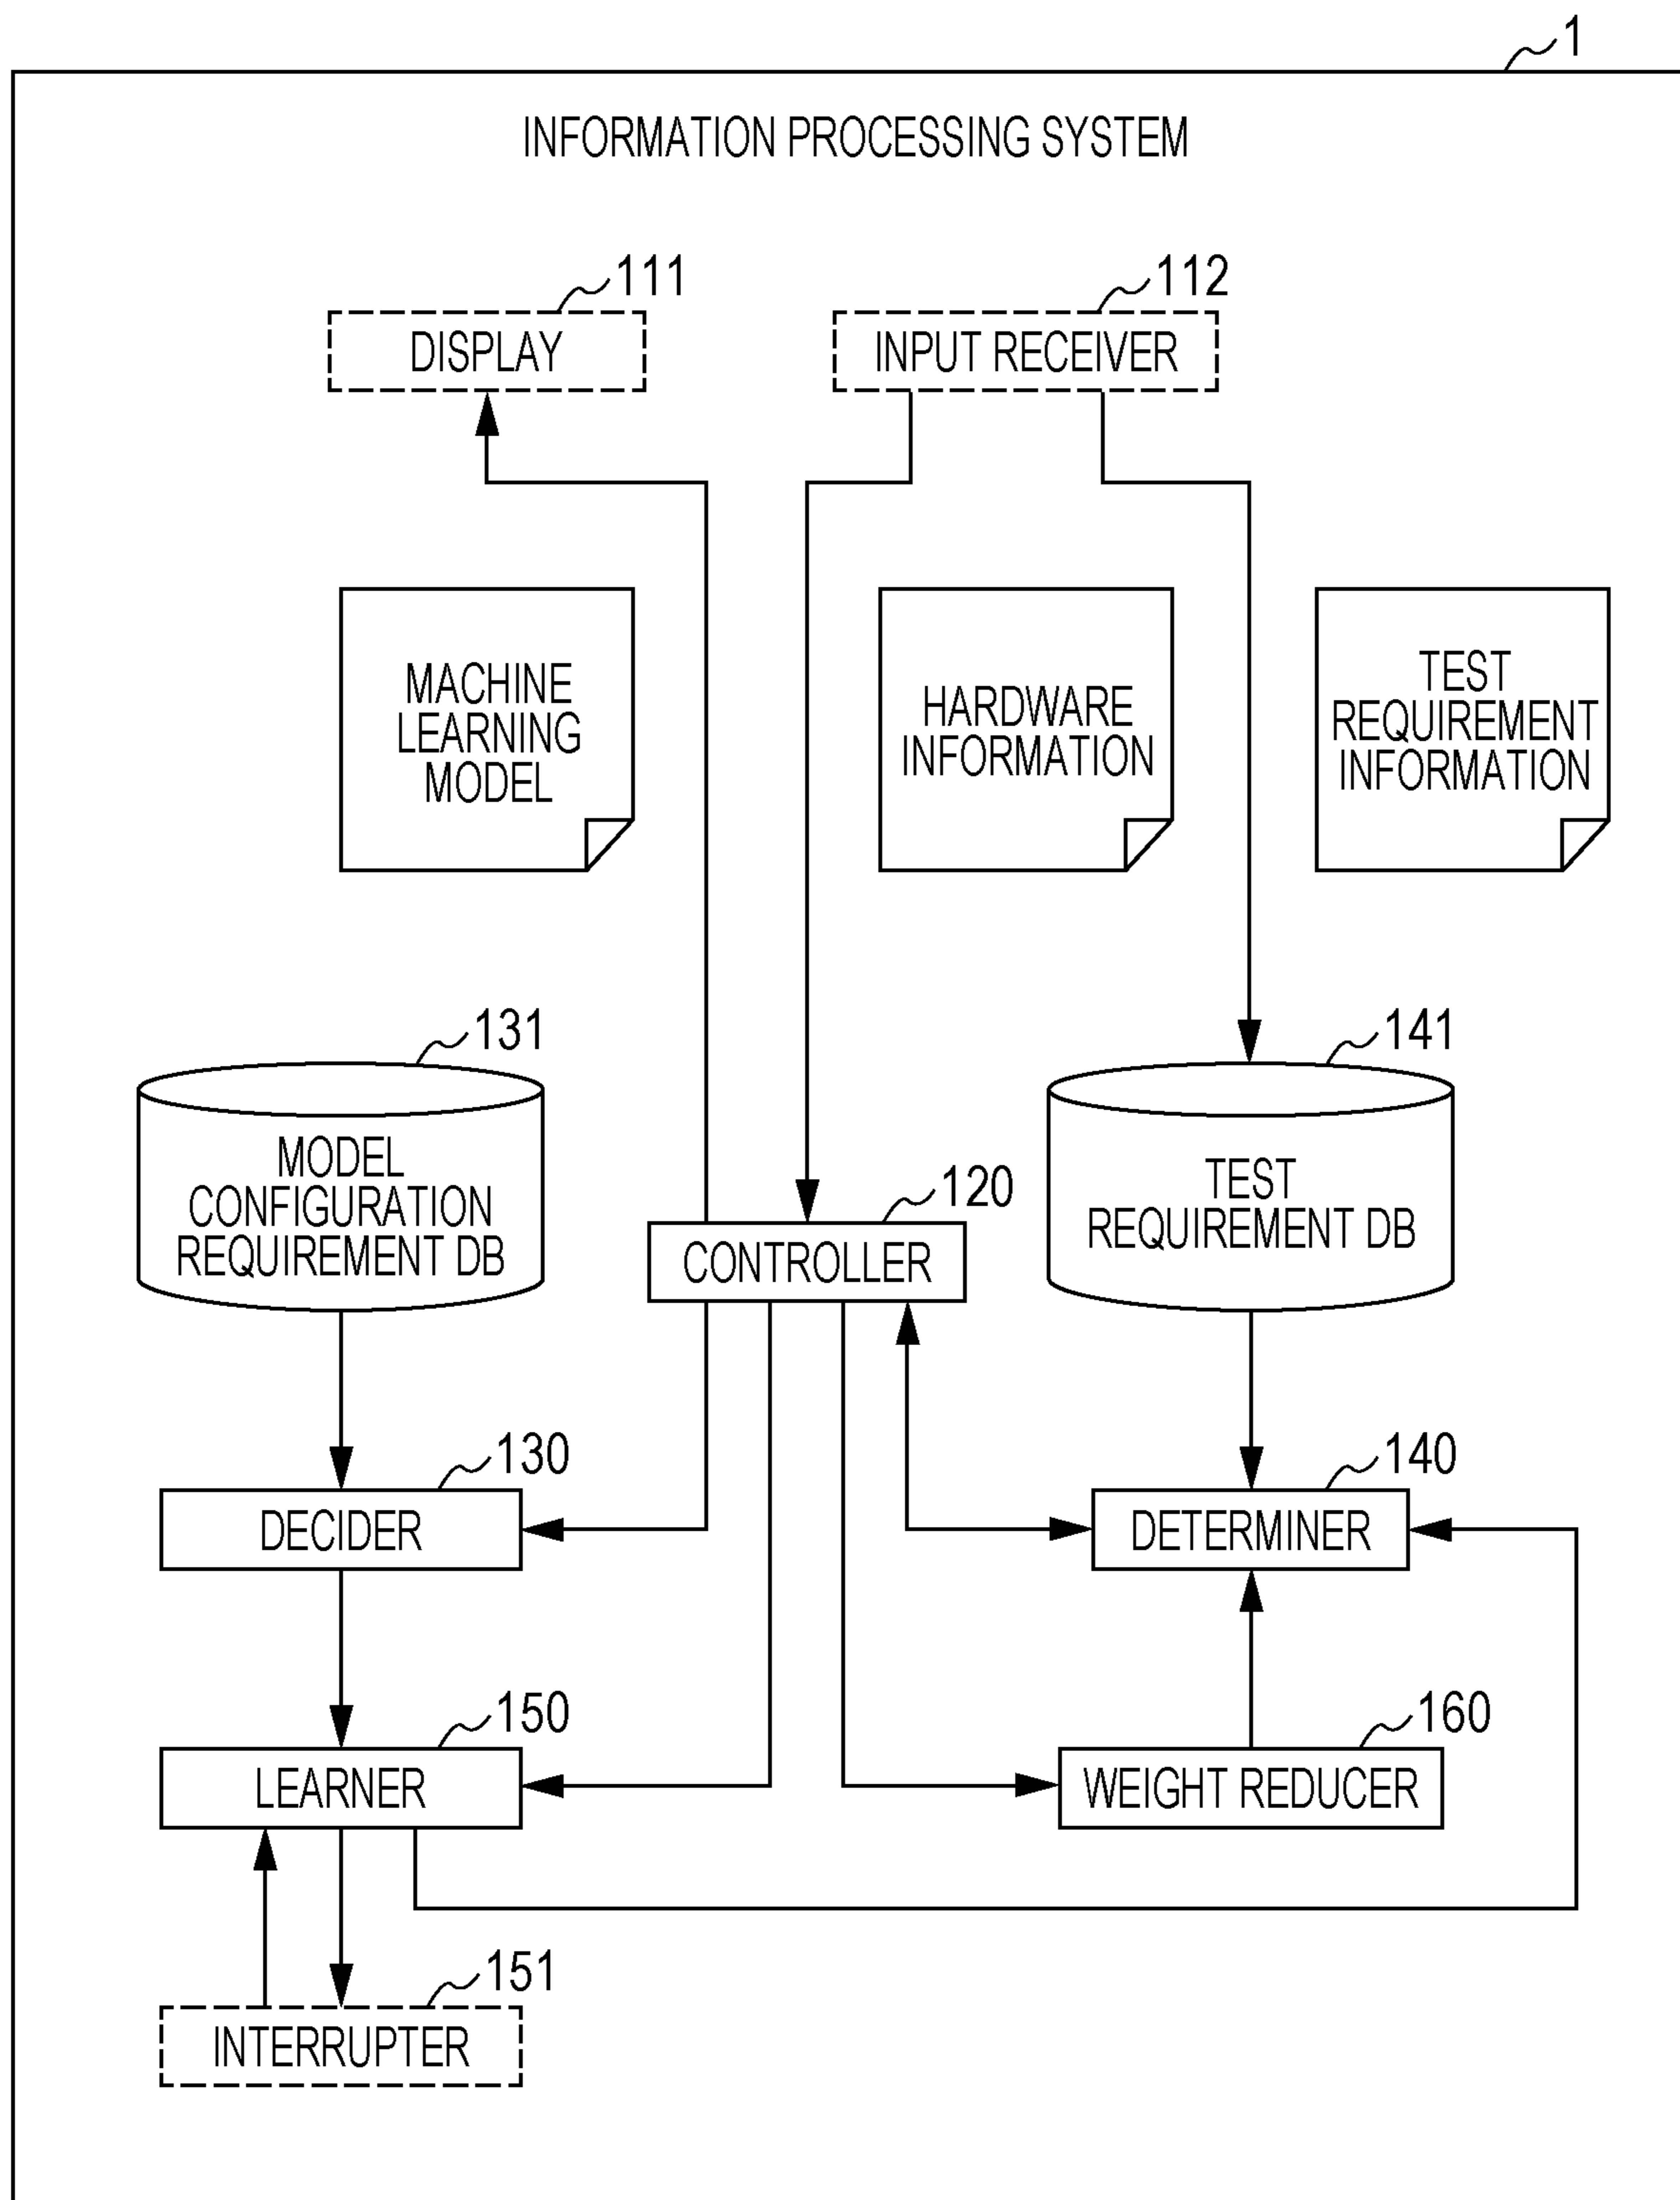 1
INFORMATION PROCESSING SYSTEM
111
112
DISPLAY
INPUT RECEIVER
MACHINE
LEARNING
MODEL
HARDWARE
INFORMATION
TEST
REQUIREMENT
INFORMATION
131
141
MODEL
CONFIGURATION
REQUIREMENT DB
120
CONTROLLER
TEST
REQUIREMENT DB
130
140
DECIDER
DETERMINER
150
160
LEARNER
WEIGHT REDUCER
151
INTERRUPTER